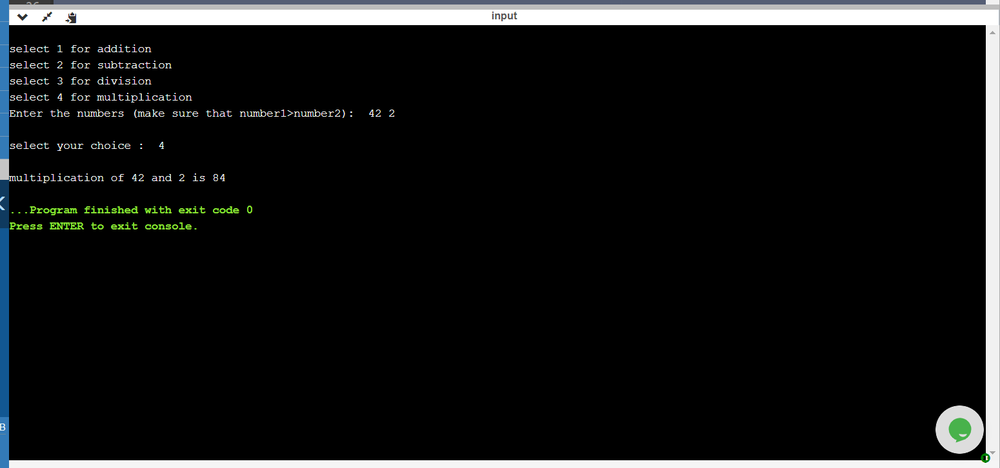 input
select 1 for addition
select 2 for subtraction
select 3 for division
select 4 for multiplication
Enter the numbers (make sure that number1>number2):  42 2
select your choice :  4
multiplication of 42 and 2 is 84
...Program finished with exit code 0
Press ENTER to exit console.
B